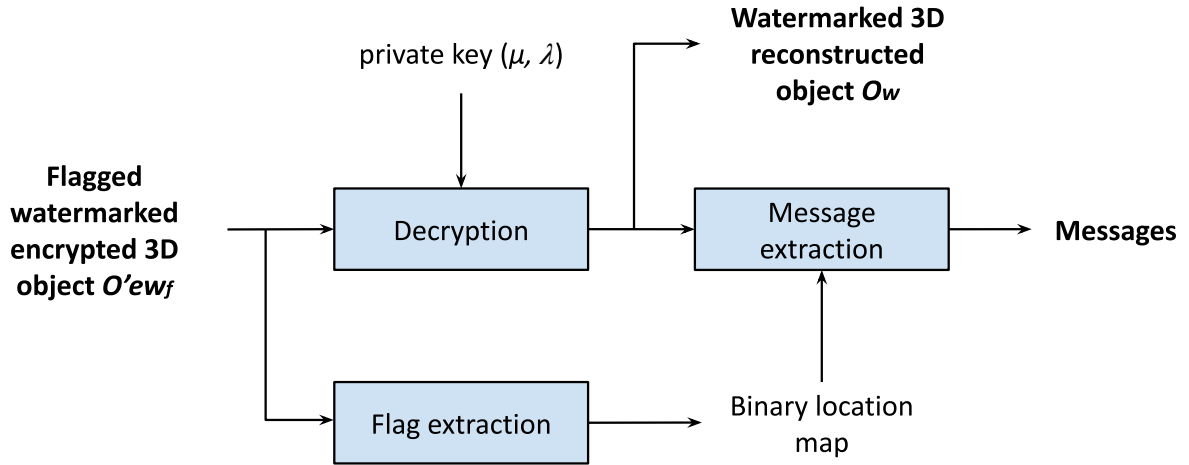 Watermarked 3D
reconstructed
object Ow
private key (μ, λ)
Flagged
watermarked
encrypted 3D
object O’ewf
Decryption
Message
extraction
Messages
Flag extraction
Binary location
map